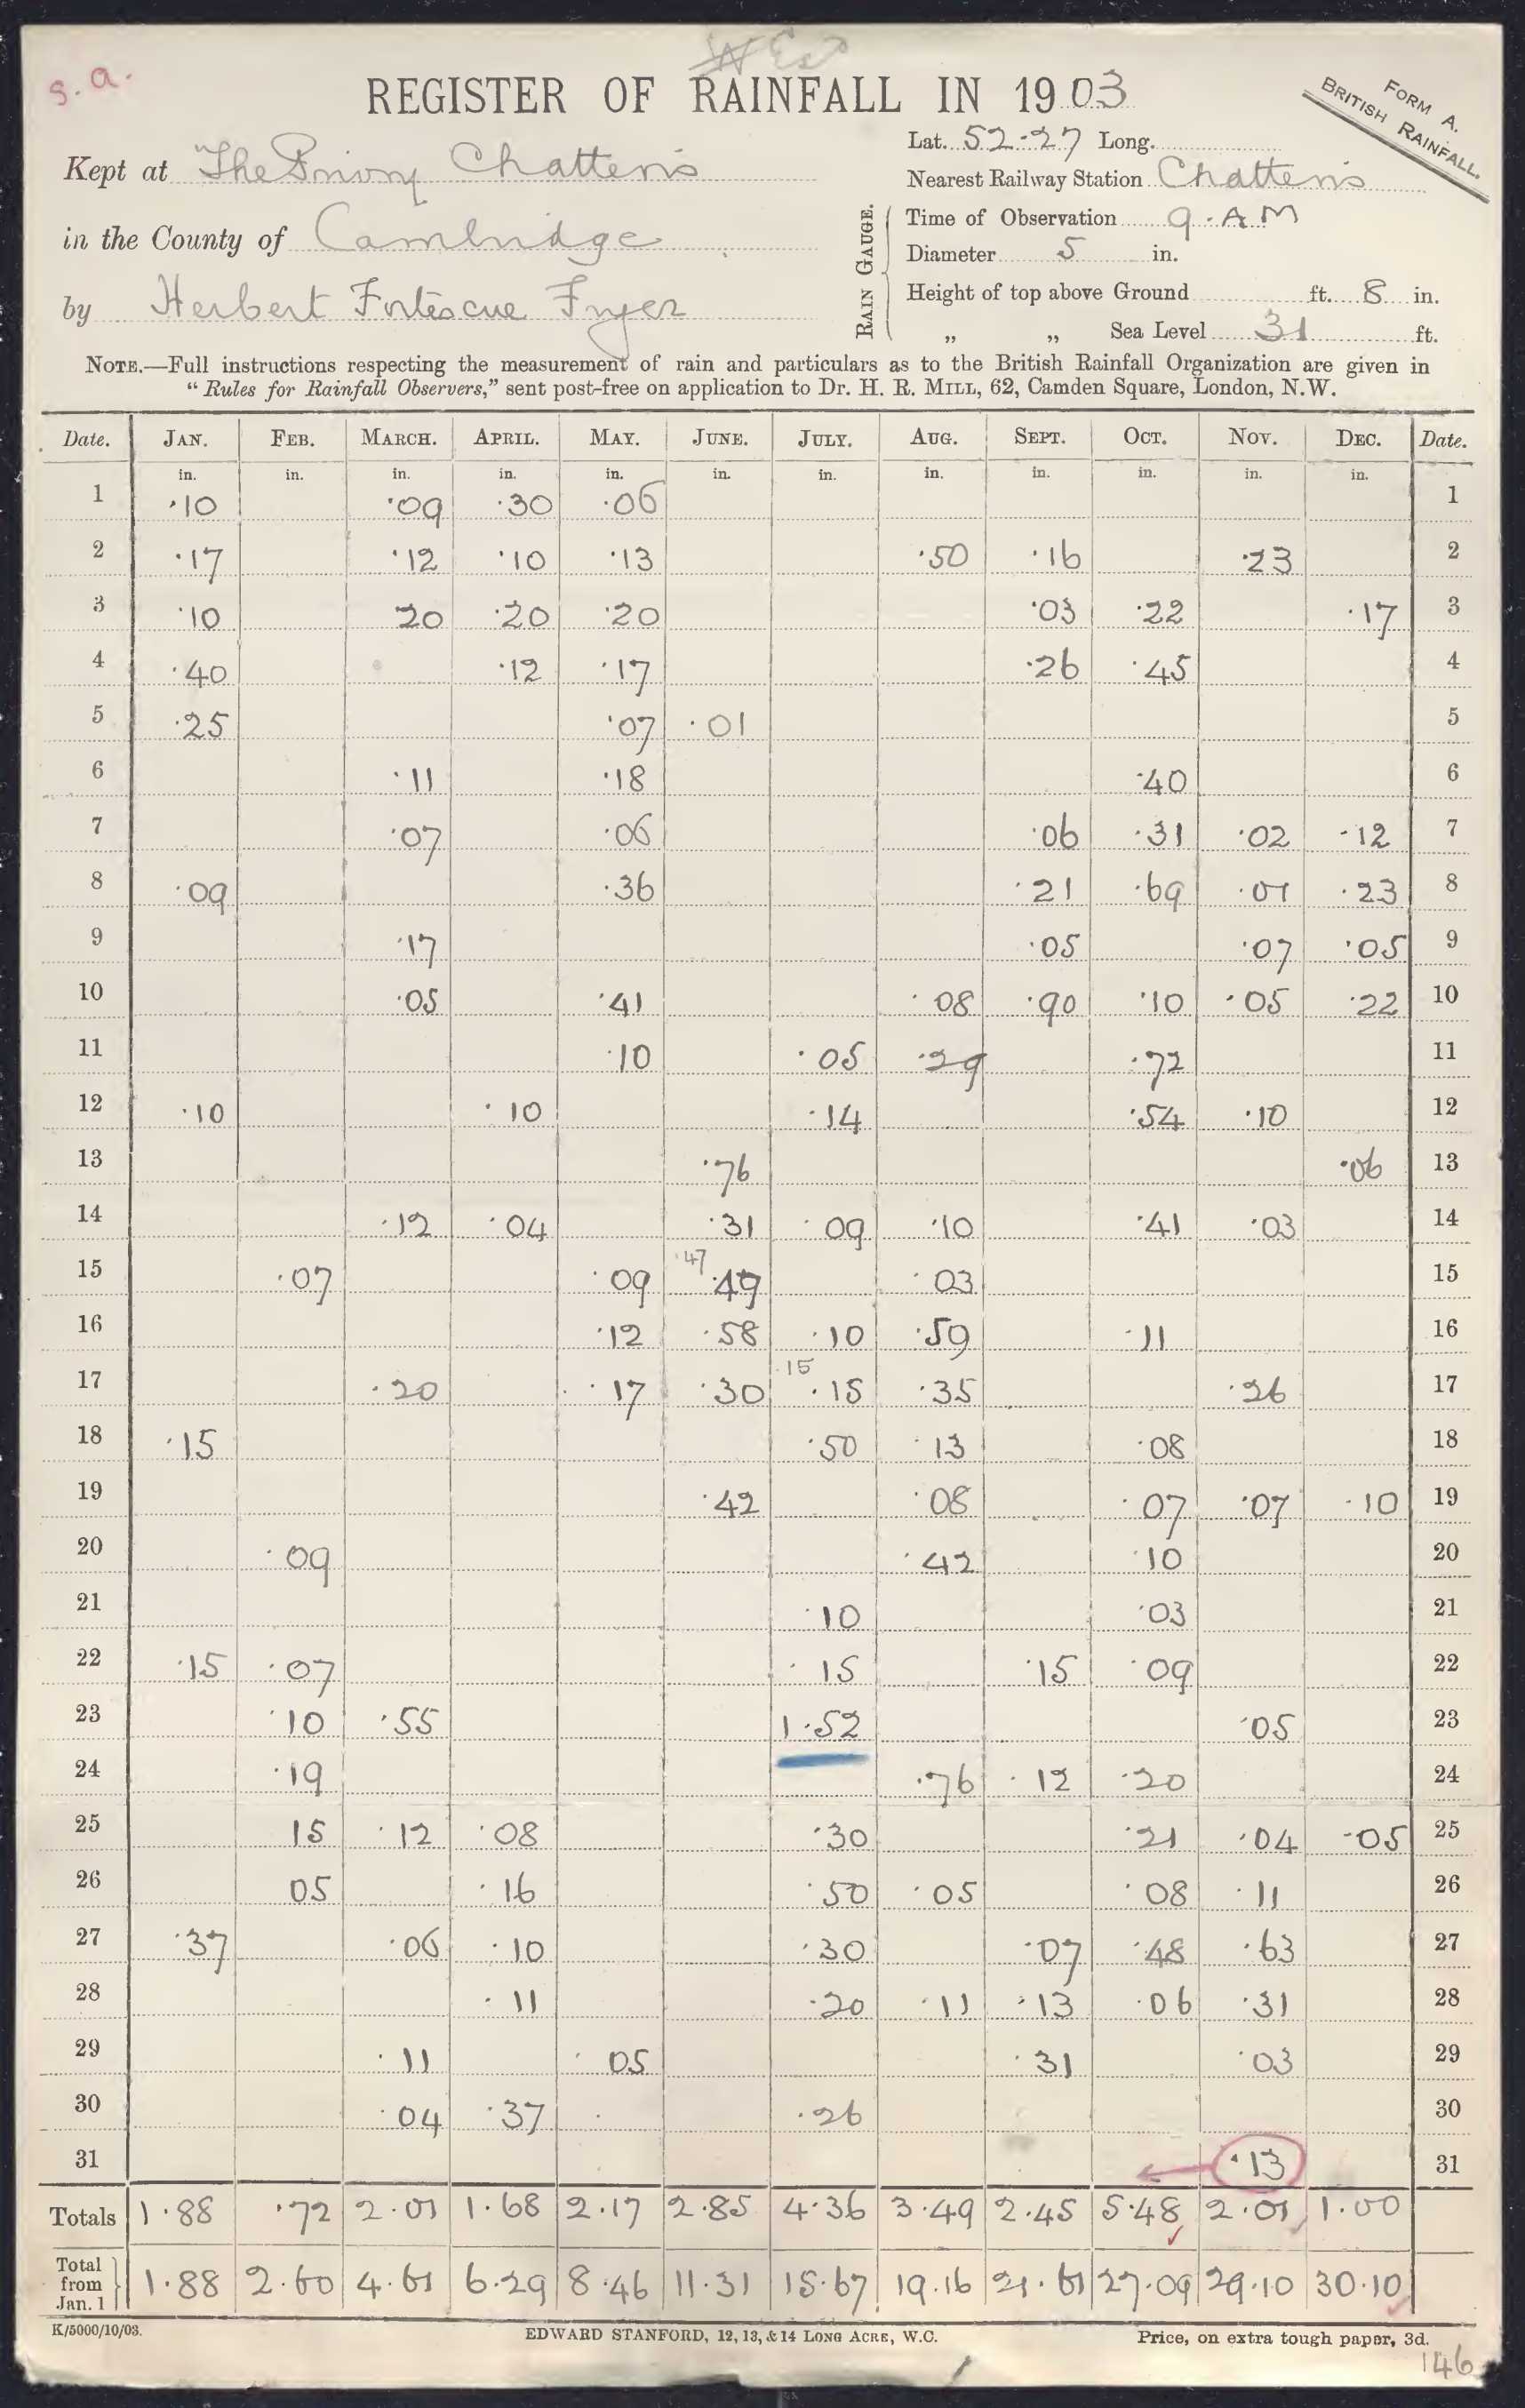 West
s.a.
REGISTER OF RAINFALL IN 1903
FORM A.
BRITISH RAINFALL.
Kept at The Priory Chatteris
in the County of Cambridge
by Herbert Fortescue Fryer
Lat. 52.27 Long.
Nearest Railway Station Chatteris
RAIN GAUGE.
Time of Observation 9.AM
Diameter 5 in.
Height of top above Ground ft. 8 in.
„ „ Sea Level 31 ft.
NOTE.—Full instructions respecting the measurement of rain and particulars as to the British Rainfall Organization are given in
"Rules for Rainfall Observers," sent post-free on application to Dr. H. R. MILL, 62, Camden Square, London, N.W.
Date. JAN. FEB. MARCH. APRIL. MAY. JUNE. JULY. AUG. SEPT. OCT. NOV. DEC. Date.
in. in. in. in. in. in. in. in. in. in. in. in.
1 .10 .09 .30 .06 1
2 .17 .12 .10 .13 .50 .16 .23 2
3 .10 20 .20 .20 .03 .22 .17 3
4 .40 .12 .17 .26 .45 4
5 .25 .07 .01 5
6 .11 .18 .40 6
7 .07 .06 .06 .31 .02 .12 7
8 .09 .36 .21 .69 .01 .23 8
9 .17 .05 .07 .05 9
10 .05 .41 .08 .90 .10 .05 .22 10
11 .10 .05 .29 .72 11
12 .10 .10 .14 .54 .10 12
13 .76 .06 13
14 .12 .04 .31 .09 .10 .41 .03 14
15 .07 .09 .47 .49 .03 15
16 .12 .58 .10 .59 .11 16
17 .20 .17 .30 .15 .15 .35 .26 17
18 .15 .50 .13 .08 18
19 .42 .08 .07 .07 .10 19
20 .09 .42 .10 20
21 .10 .03 21
22 .15 .07 .15 .15 .09 22
23 .10 .55 1.52 .05 23
24 .19 .76 .12 .20 24
25 15 .12 .08 .30 .21 .04 .05 25
26 05 .16 .50 .05 .08 .11 26
27 .37 .06 .10 .30 .07 .48 .63 27
28 .11 .20 .11 .13 .06 .31 28
29 .11 .05 .31 .03 29
30 .04 .37 .26 30
31 .13 31
Totals 1.88 .72 2.01 1.68 2.17 2.85 4.36 3.49 2.45 5.48 2.01 1.00
Total from Jan. 1 1.88 2.60 4.61 6.29 8.46 11.31 15.67 19.16 21.61 27.09 29.10 30.10
K/5000/10/03.
EDWARD STANFORD, 12, 13, & 14 LONG ACRE, W.C.
Price, on extra tough paper, 3d.
146